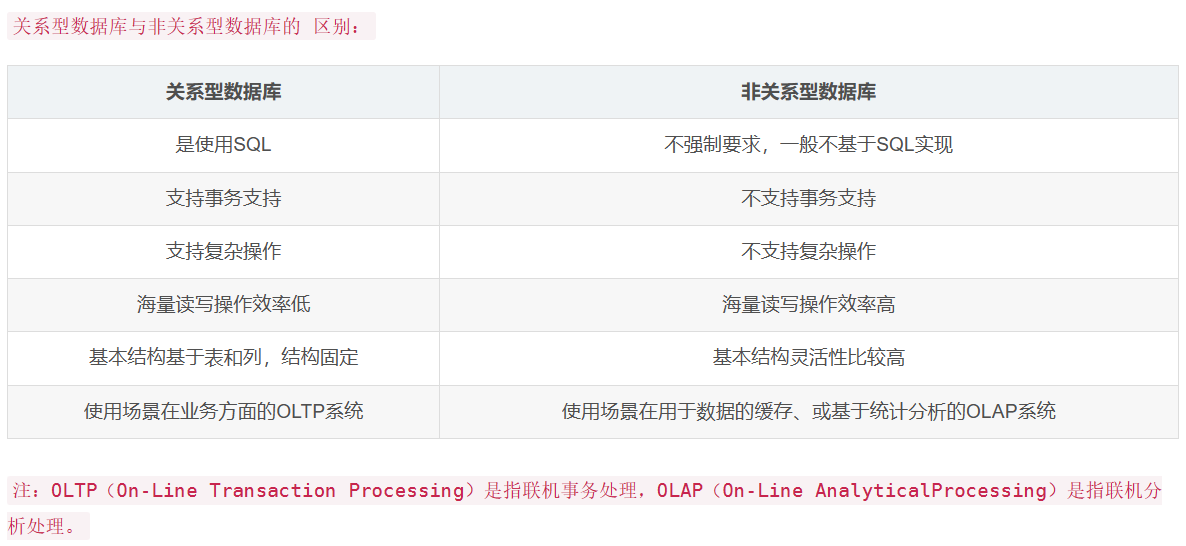 关系型数据库与非关系型数据库的 区别：
关系型数据库 非关系型数据库
是使用SQL 不强制要求，一般不基于SQL实现
支持事务支持 不支持事务支持
支持复杂操作 不支持复杂操作
海量读写操作效率低 海量读写操作效率高
基本结构基于表和列，结构固定 基本结构灵活性比较高
使用场景在业务方面的OLTP系统 使用场景在用于数据的缓存、或基于统计分析的OLAP系统
注：OLTP（On-Line Transaction Processing）是指联机事务处理，OLAP（On-Line AnalyticalProcessing）是指联机分
析处理。